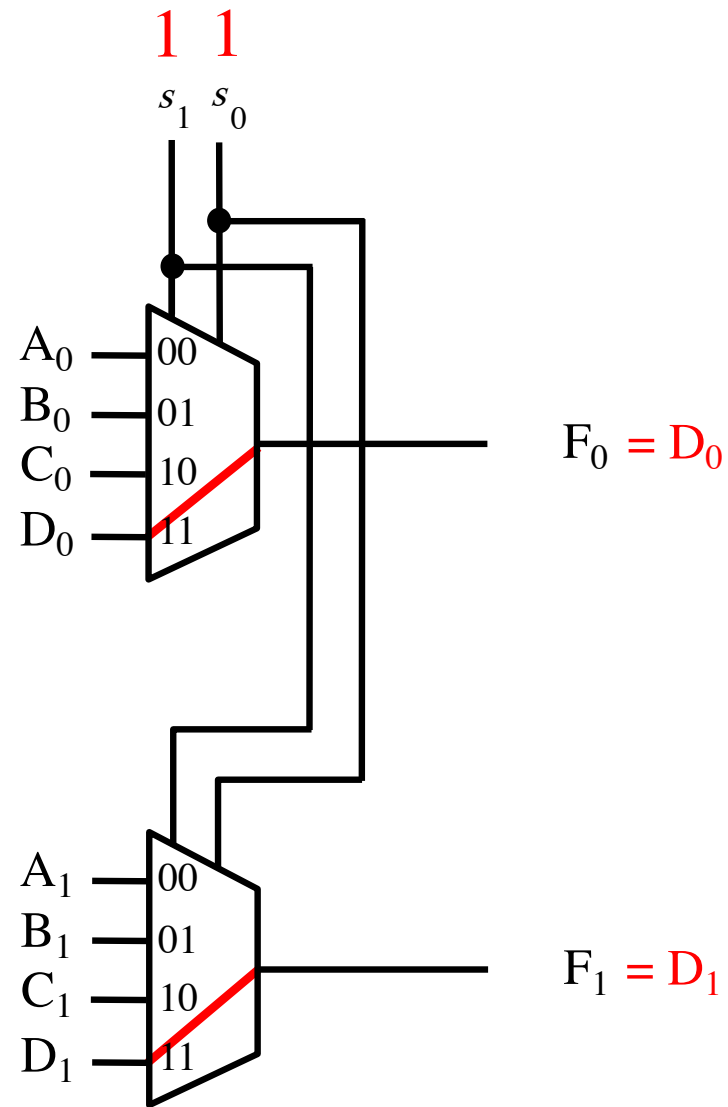 1 1
s₁ s₀
A₀ 00
B₀ 01
C₀ 10
D₀ 11
F₀ = D₀
A₁ 00
B₁ 01
C₁ 10
D₁ 11
F₁ = D₁